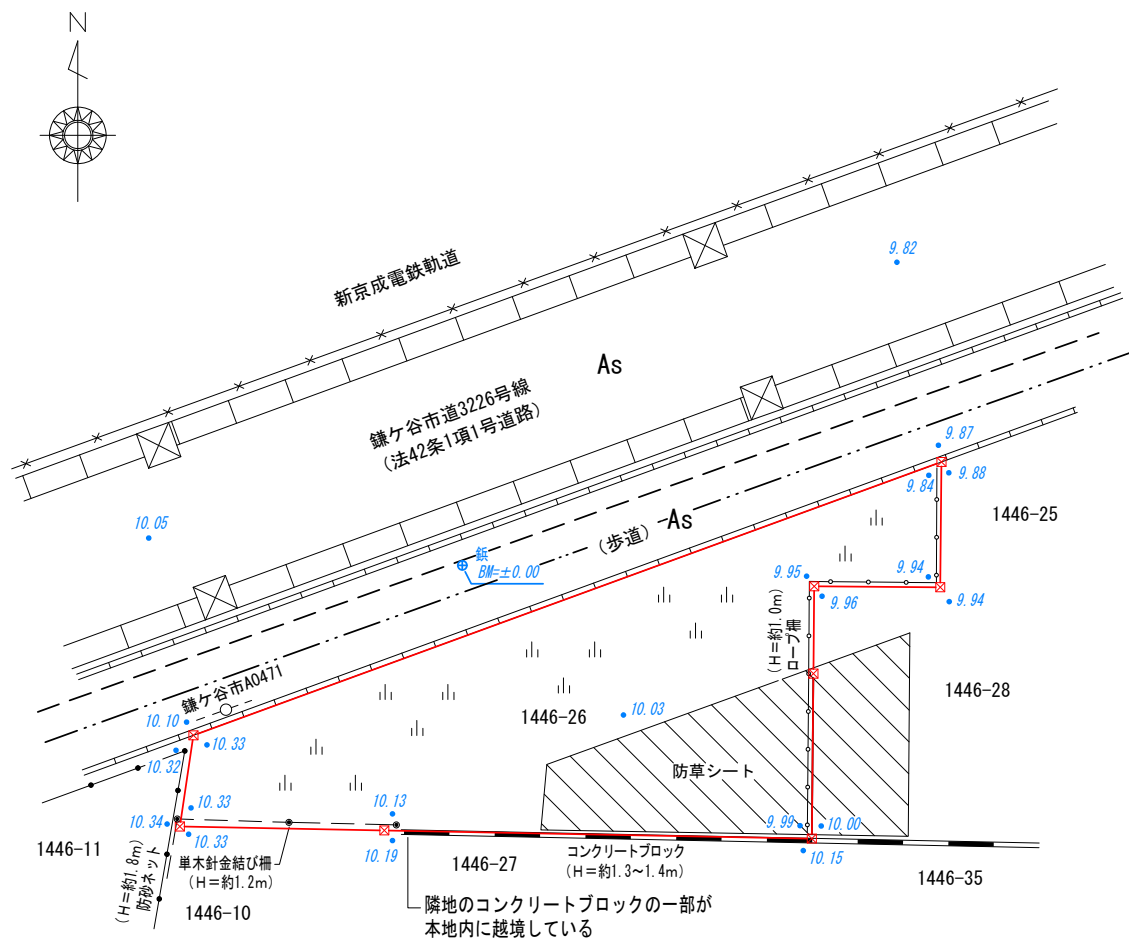 N
新京成電鉄軌道
9.82
As
鎌ケ谷市道3226号線
(法42条1項1号道路)
10.05
9.87
9.88
9.84
1446-25
(歩道)
As
鋲
BM=±0.00
9.95
9.94
9.96
9.94
ロープ柵
(H=約1.0m)
鎌ケ谷市A0471
10.10
10.33
10.32
1446-26
10.03
1446-28
防草シート
10.33
10.34
10.33
10.13
10.19
9.99
10.00
10.15
1446-11
防砂ネット
(H=約1.8m)
単木針金結び柵
(H=約1.2m)
1446-27
コンクリートブロック
(H=約1.3~1.4m)
1446-35
1446-10
隣地のコンクリートブロックの一部が
本地内に越境している